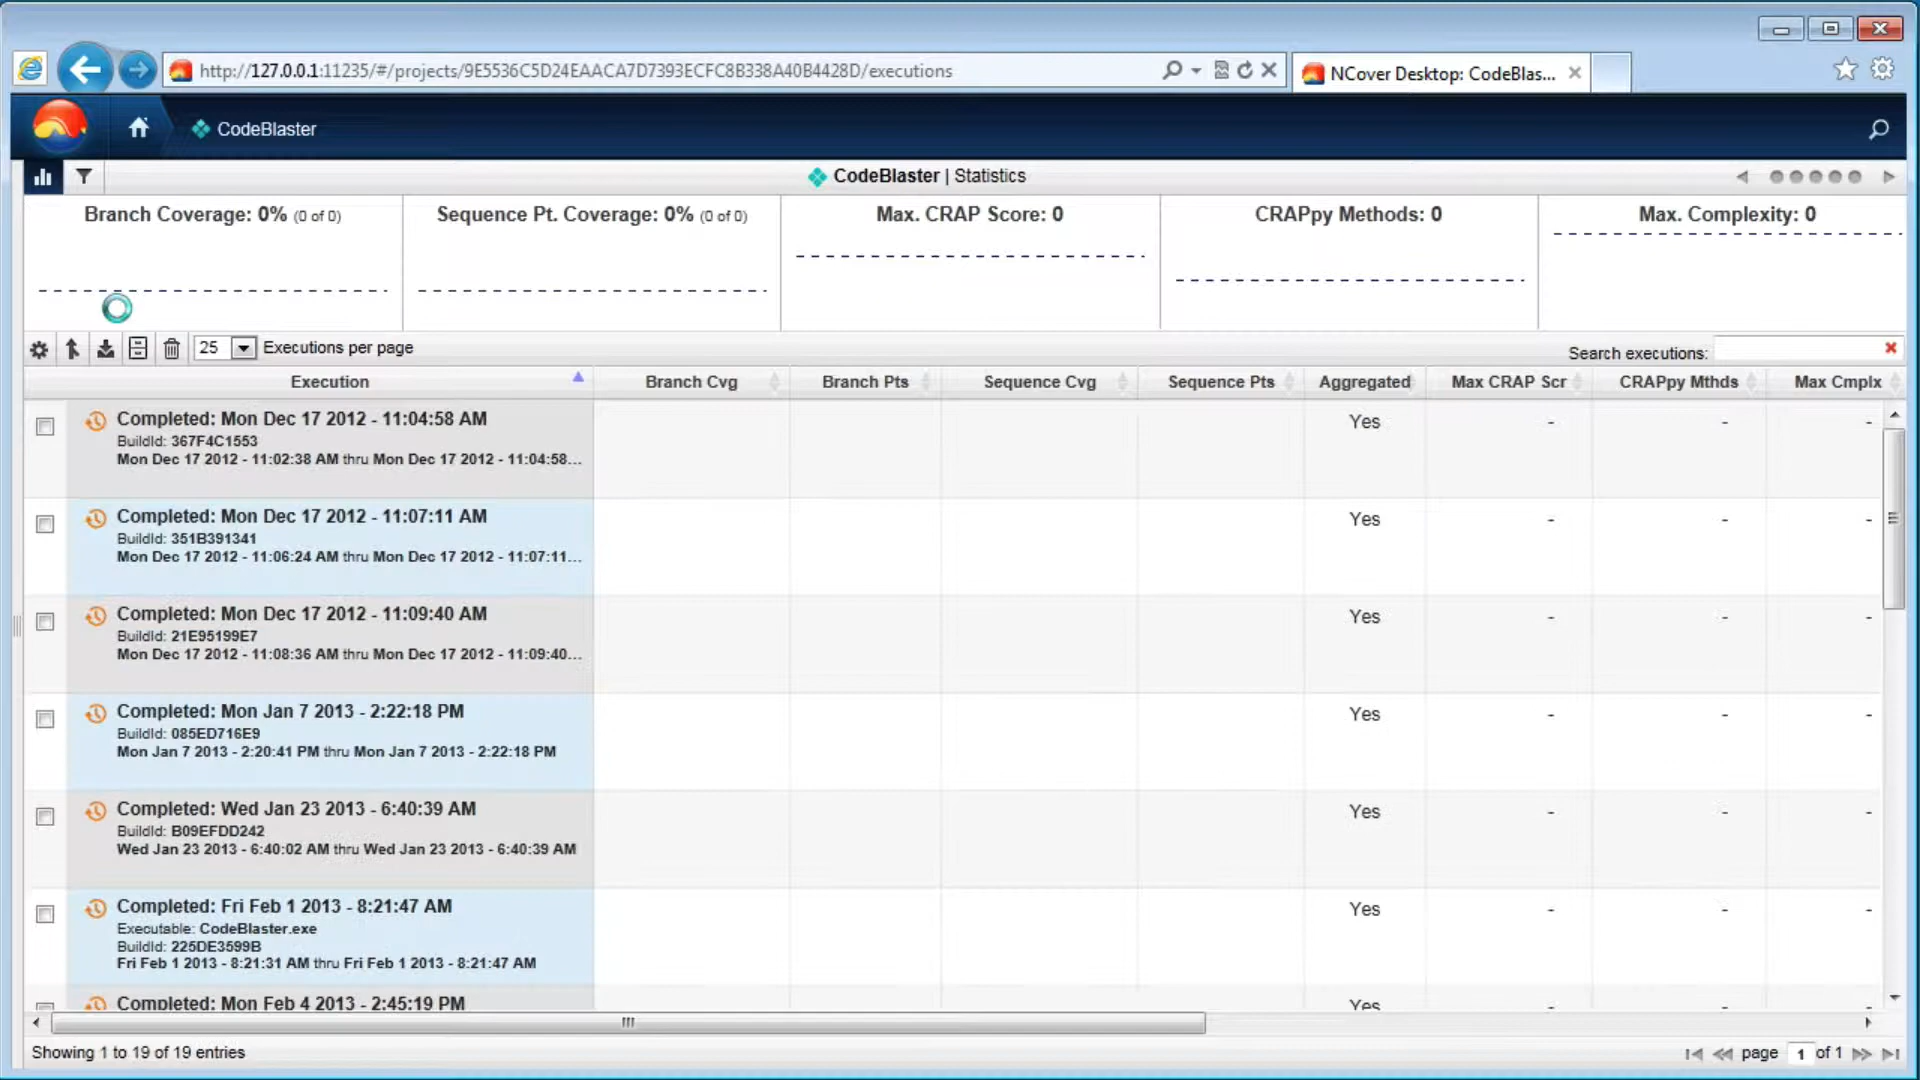 http://127.0.0.1:11235/#/projects/9E5536C5D24EAACA7D7393ECFC8B338A40B4428D/executions
NCover Desktop: CodeBlas...
CodeBlaster
CodeBlaster | Statistics
Branch Coverage: 0% (0 of 0)
Sequence Pt. Coverage: 0% (0 of 0)
Max. CRAP Score: 0
CRAPpy Methods: 0
Max. Complexity: 0
25 Executions per page
Search executions:
Execution Branch Cvg Branch Pts Sequence Cvg Sequence Pts Aggregated Max CRAP Scr CRAPpy Mthds Max Cmplx
Completed: Mon Dec 17 2012 - 11:04:58 AM
Yes - - -
BuildId: 367F4C1553
Mon Dec 17 2012 - 11:02:38 AM thru Mon Dec 17 2012 - 11:04:58...
Completed: Mon Dec 17 2012 - 11:07:11 AM
Yes - - -
BuildId: 351B391341
Mon Dec 17 2012 - 11:06:24 AM thru Mon Dec 17 2012 - 11:07:11...
Completed: Mon Dec 17 2012 - 11:09:40 AM
Yes - - -
BuildId: 21E95199E7
Mon Dec 17 2012 - 11:08:36 AM thru Mon Dec 17 2012 - 11:09:40...
Completed: Mon Jan 7 2013 - 2:22:18 PM
Yes - - -
BuildId: 085ED716E9
Mon Jan 7 2013 - 2:20:41 PM thru Mon Jan 7 2013 - 2:22:18 PM
Completed: Wed Jan 23 2013 - 6:40:39 AM
Yes - - -
BuildId: B09EFDD242
Wed Jan 23 2013 - 6:40:02 AM thru Wed Jan 23 2013 - 6:40:39 AM
Completed: Fri Feb 1 2013 - 8:21:47 AM
Yes - - -
Executable: CodeBlaster.exe
BuildId: 225DE3599B
Fri Feb 1 2013 - 8:21:31 AM thru Fri Feb 1 2013 - 8:21:47 AM
Completed: Mon Feb 4 2013 - 2:45:19 PM
Yes - - -
Showing 1 to 19 of 19 entries
page 1 of 1